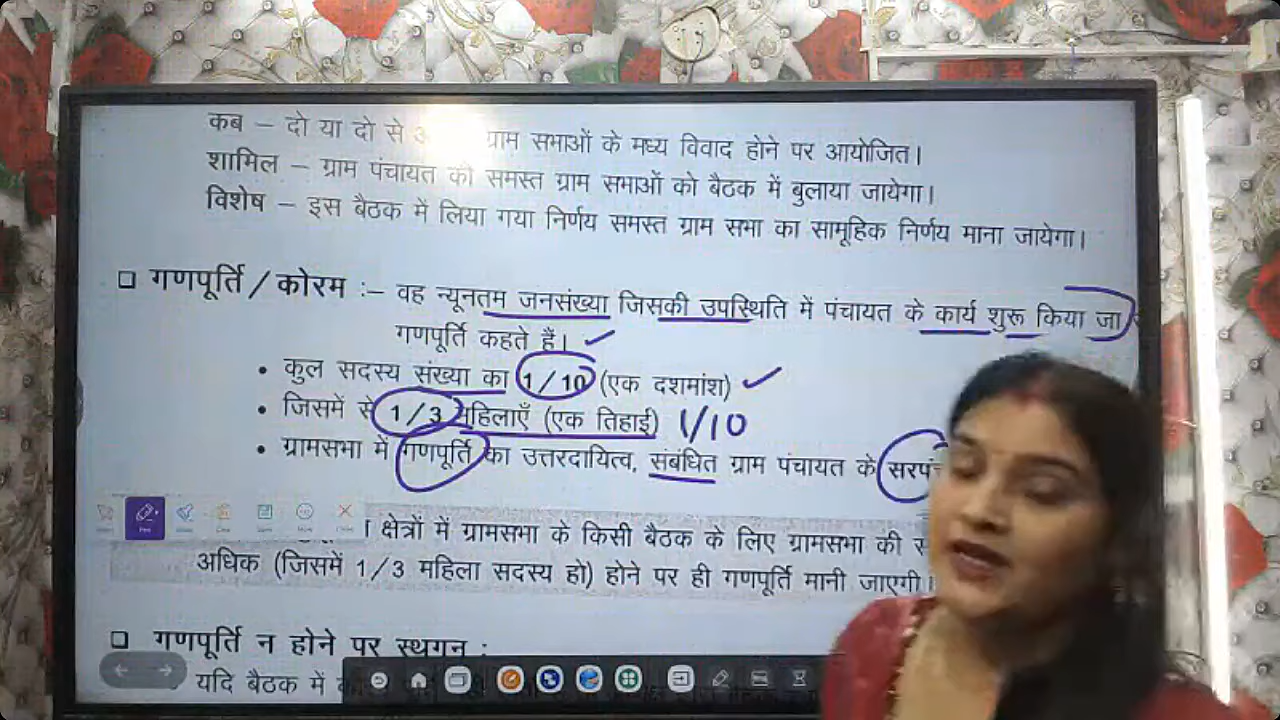 कब – दो या दो से ग्राम सभाओं के मध्य विवाद होने पर आयोजित।
शामिल – ग्राम पंचायत की समस्त ग्राम सभाओं को बैठक में बुलाया जायेगा।
विशेष – इस बैठक में लिया गया निर्णय समस्त ग्राम सभा का सामूहिक निर्णय माना जायेगा।
❑ गणपूर्ति / कोरम :– वह न्यूनतम जनसंख्या जिसकी उपस्थिति में पंचायत के कार्य शुरू किया जा
गणपूर्ति कहते हैं।
• कुल सदस्य संख्या का 1/10 (एक दशमांश)
• जिसमें से 1/3 महिलाएँ (एक तिहाई) 1/10
• ग्रामसभा में गणपूर्ति का उत्तरदायित्व, संबंधित ग्राम पंचायत के सरपंच
क्षेत्रों में ग्रामसभा के किसी बैठक के लिए ग्रामसभा की
अधिक (जिसमें 1/3 महिला सदस्य हो) होने पर ही गणपूर्ति मानी जाएगी।
❑ गणपूर्ति न होने पर स्थगन :
• यदि बैठक में